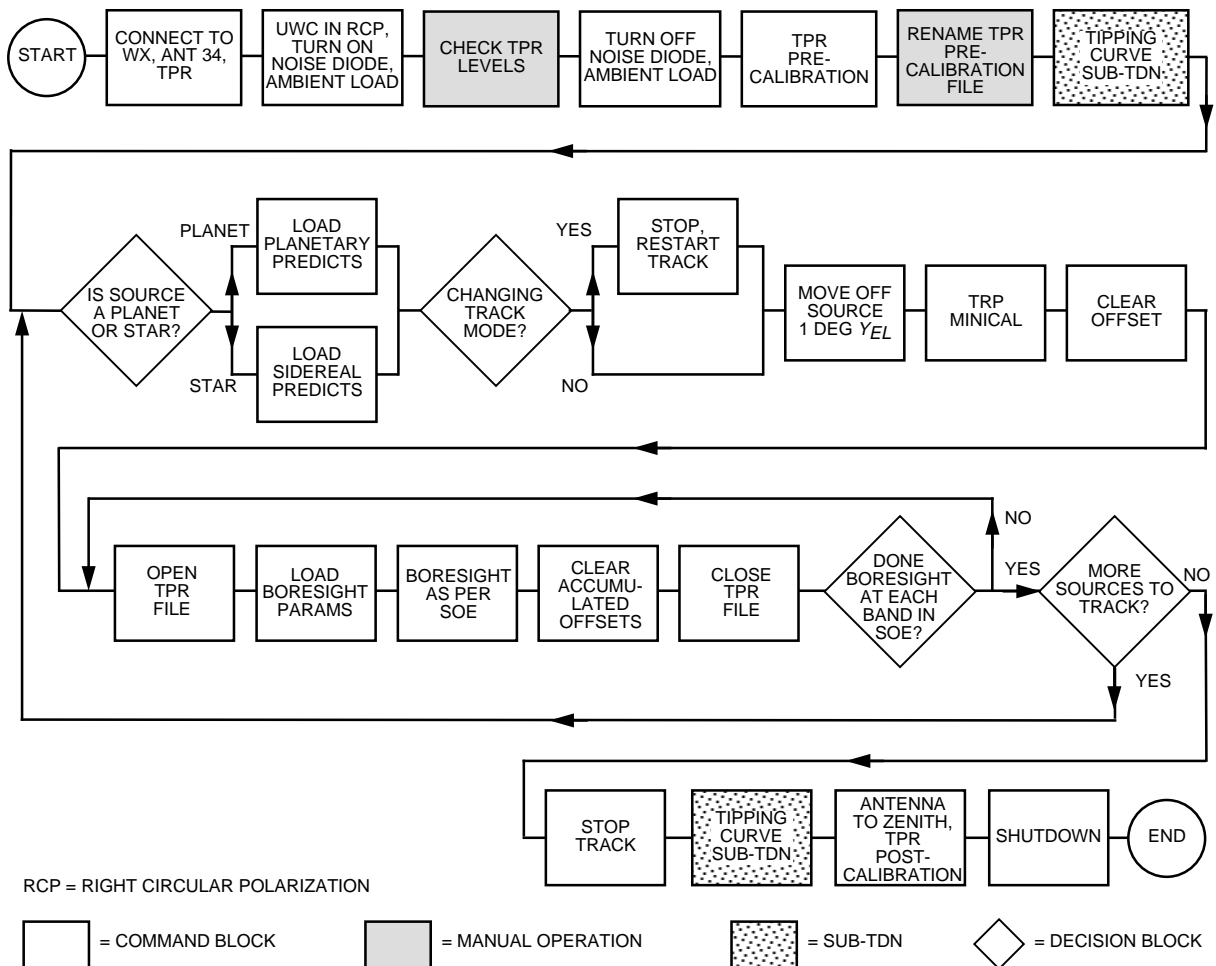 START
CONNECT TO
WX, ANT 34,
TPR
UWC IN RCP,
TURN ON
NOISE DIODE,
AMBIENT LOAD
CHECK TPR
LEVELS
TURN OFF
NOISE DIODE,
AMBIENT LOAD
TPR
PRE-
CALIBRATION
RENAME TPR
PRE-
CALIBRATION
FILE
TIPPING
CURVE
SUB-TDN
IS SOURCE
A PLANET
OR STAR?
PLANET
LOAD
PLANETARY
PREDICTS
STAR
LOAD
SIDEREAL
PREDICTS
CHANGING
TRACK
MODE?
YES
STOP,
RESTART
TRACK
NO
MOVE OFF
SOURCE
1 DEG YEL
TRP
MINICAL
CLEAR
OFFSET
OPEN
TPR
FILE
LOAD
BORESIGHT
PARAMS
BORESIGHT
AS PER
SOE
CLEAR
ACCUMU-
LATED
OFFSETS
CLOSE
TPR
FILE
DONE
BORESIGHT
AT EACH
BAND IN
SOE?
NO
YES
MORE
SOURCES TO
TRACK?
NO
YES
STOP
TRACK
TIPPING
CURVE
SUB-TDN
ANTENNA
TO ZENITH,
TPR
POST-
CALIBRATION
SHUTDOWN
END
RCP = RIGHT CIRCULAR POLARIZATION
= COMMAND BLOCK
= MANUAL OPERATION
= SUB-TDN
= DECISION BLOCK